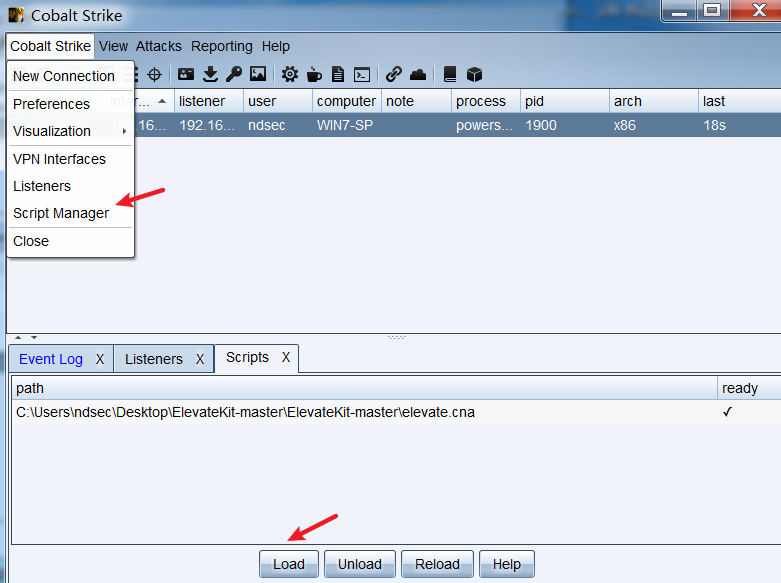 Cobalt Strike
Cobalt Strike View Attacks Reporting Help
New Connection
Preferences
Visualization
VPN Interfaces
Listeners
Script Manager
Close
listener user computer note process pid arch last
.16... 192.16... ndsec WIN7-SP powers... 1900 x86 18s
Event Log X Listeners X Scripts X
path ready
C:\Users\ndsec\Desktop\ElevateKit-master\ElevateKit-master\elevate.cna ✓
Load Unload Reload Help